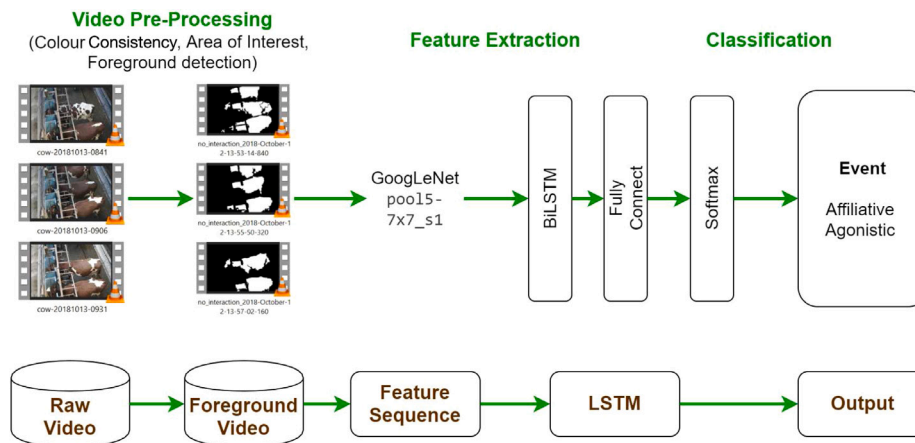 Video Pre-Processing
(Colour Consistency, Area of Interest,
Foreground detection)
Feature Extraction
Classification
cow-20181013-0841
no_interaction_2018-October-1
2-13-53-14-840
cow-20181013-0906
no_interaction_2018-October-1
2-13-55-50-320
cow-20181013-0931
no_interaction_2018-October-1
2-13-57-02-160
GoogLeNet
pool5-
7x7_s1
BiLSTM
Fully
Connect
Softmax
Event
Affiliative
Agonistic
Raw
Video
Foreground
Video
Feature
Sequence
LSTM
Output